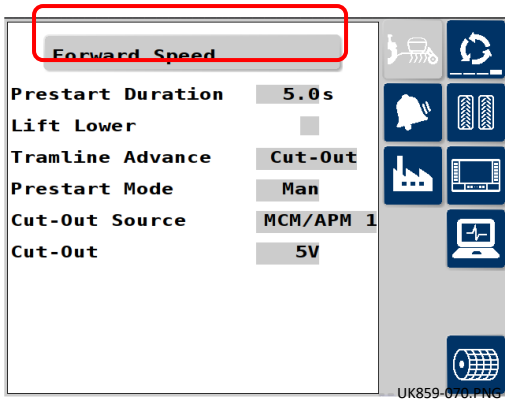 Forward Speed
Prestart Duration 5.0s
Lift Lower
Tramline Advance Cut-Out
Prestart Mode Man
Cut-Out Source MCM/APM 1
Cut-Out 5V
UK859-070.PNG